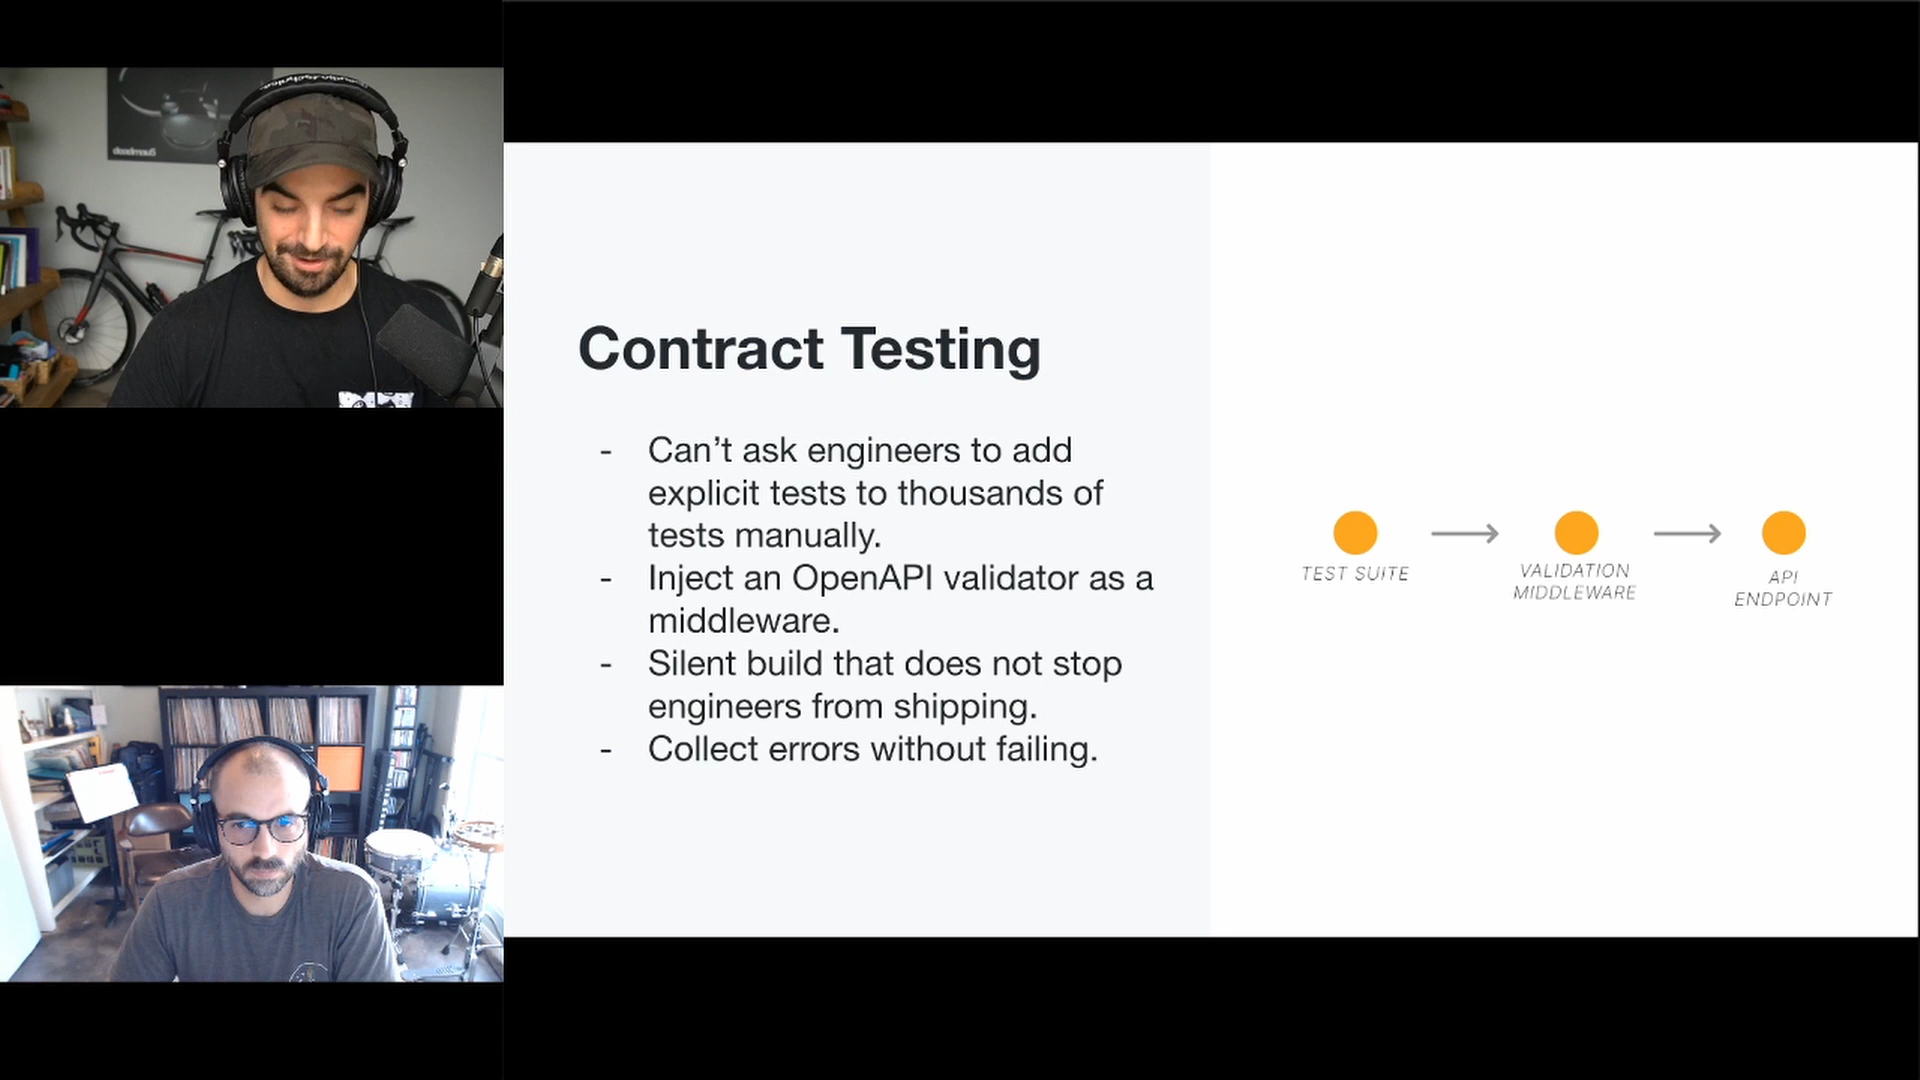 deadmau5
Contract Testing
- Can’t ask engineers to add
explicit tests to thousands of
tests manually.
- Inject an OpenAPI validator as a
middleware.
- Silent build that does not stop
engineers from shipping.
- Collect errors without failing.
TEST SUITE
VALIDATION
MIDDLEWARE
API
ENDPOINT